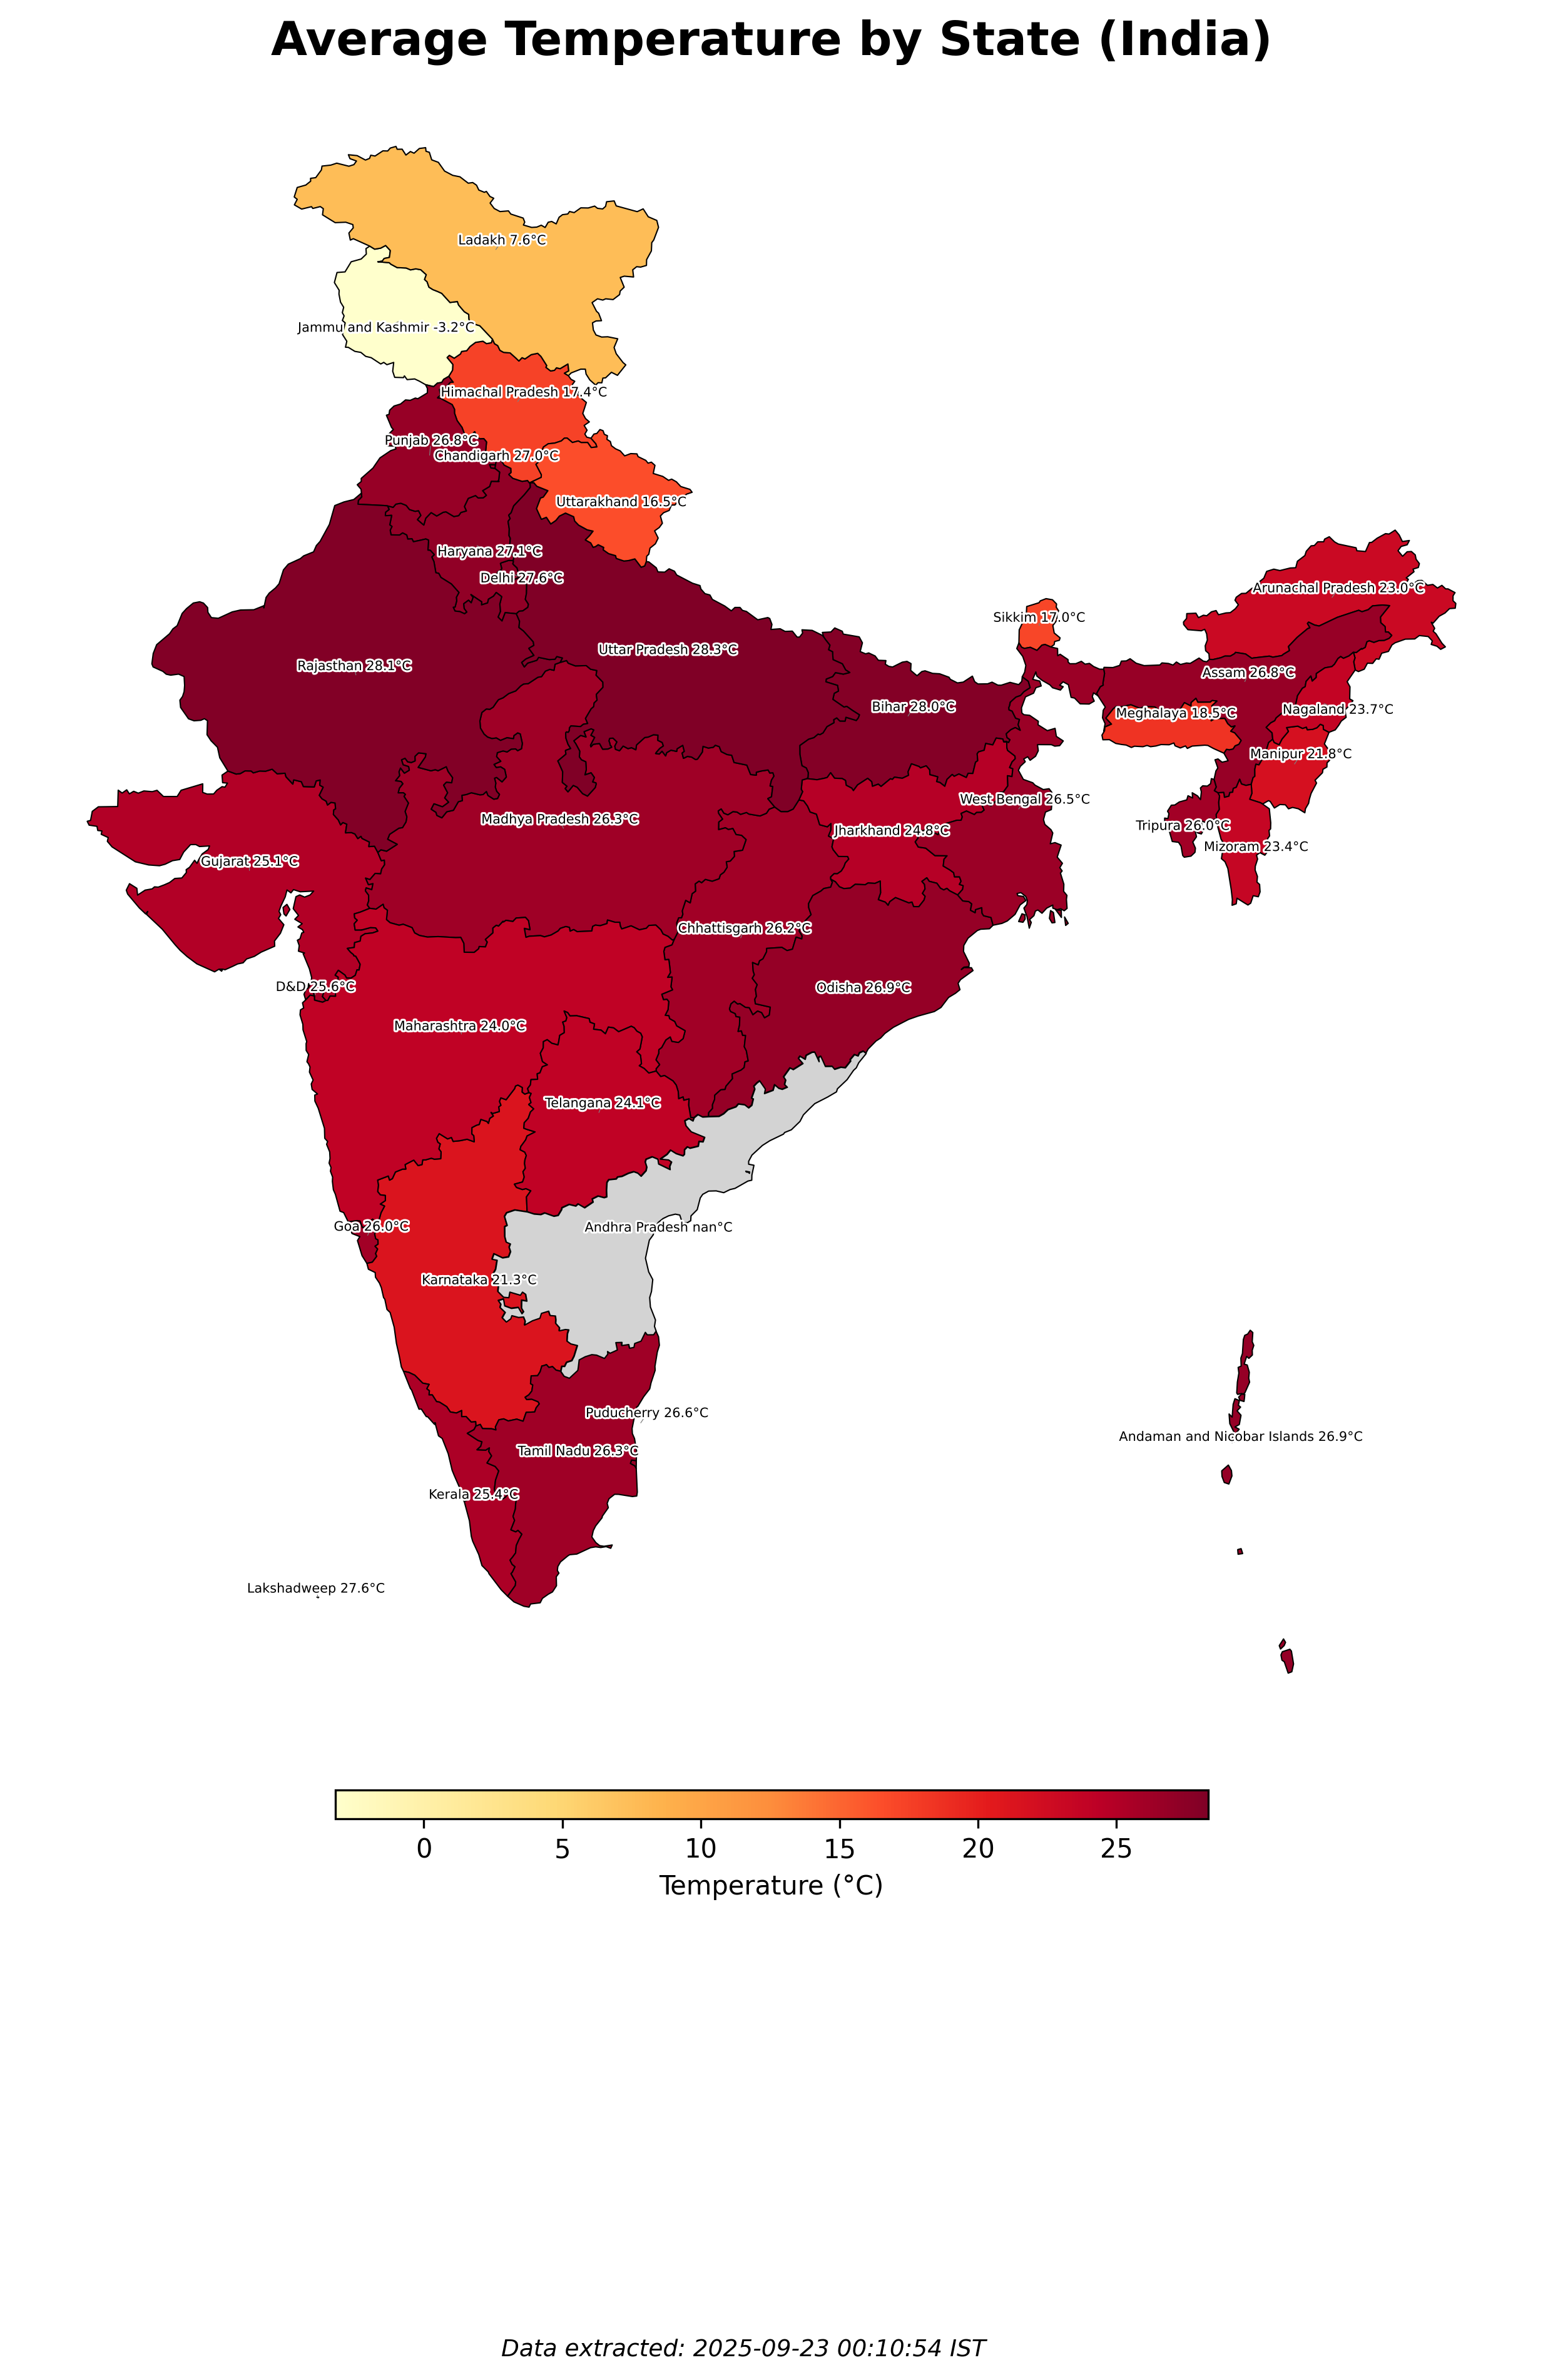 Average Temperature by State (India)
Ladakh 7.6°C
Jammu and Kashmir -3.2°C
Himachal Pradesh 17.4°C
Punjab 26.8°C
Chandigarh 27.0°C
Uttarakhand 16.5°C
Haryana 27.1°C
Delhi 27.6°C
Arunachal Pradesh 23.0°C
Sikkim 17.0°C
Uttar Pradesh 28.3°C
Rajasthan 28.1°C
Assam 26.8°C
Bihar 28.0°C
Meghalaya 18.5°C
Nagaland 23.7°C
Manipur 21.8°C
West Bengal 26.5°C
Madhya Pradesh 26.3°C
Tripura 26.0°C
Jharkhand 24.8°C
Mizoram 23.4°C
Gujarat 25.1°C
Chhattisgarh 26.2°C
D&D 25.6°C
Odisha 26.9°C
Maharashtra 24.0°C
Telangana 24.1°C
Goa 26.0°C
Andhra Pradesh nan°C
Karnataka 21.3°C
Puducherry 26.6°C
Andaman and Nicobar Islands 26.9°C
Tamil Nadu 26.3°C
Kerala 25.4°C
Lakshadweep 27.6°C
0 5 10 15 20 25
Temperature (°C)
Data extracted: 2025-09-23 00:10:54 IST